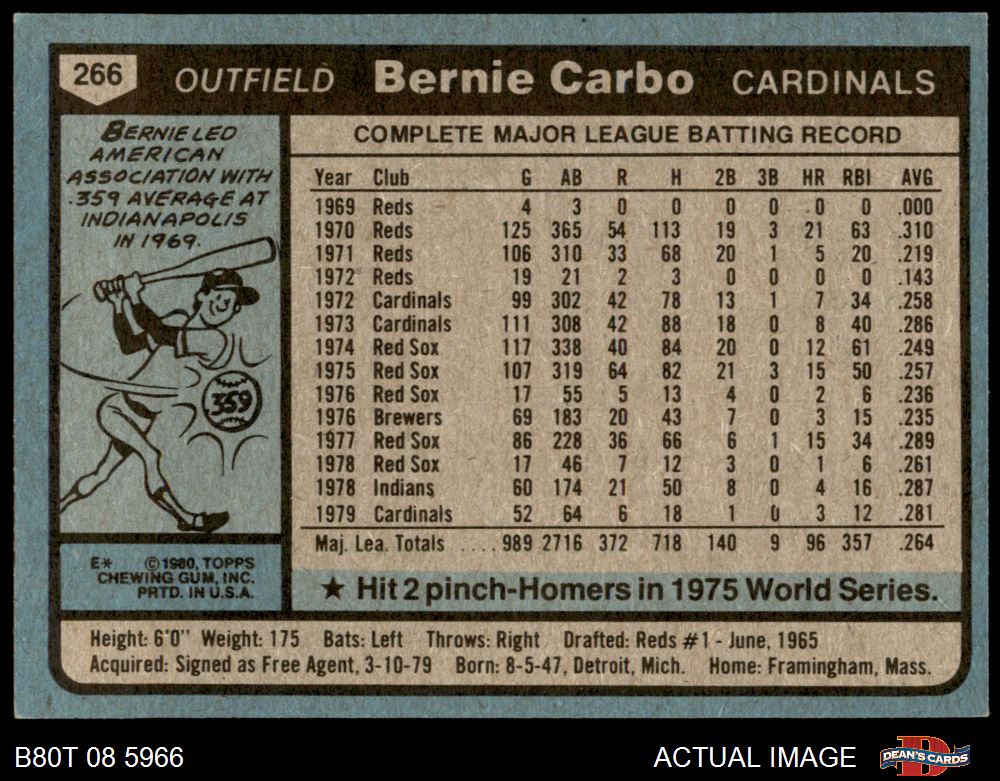 266 OUTFIELD Bernie Carbo CARDINALS
BERNIE LED
AMERICAN
ASSOCIATION WITH
.359 AVERAGE AT
INDIANAPOLIS
IN 1969.
359
COMPLETE MAJOR LEAGUE BATTING RECORD
Year Club G AB R H 2B 3B HR RBI AVG
1969 Reds 4 3 0 0 0 0 0 0 .000
1970 Reds 125 365 54 113 19 3 21 63 .310
1971 Reds 106 310 33 68 20 1 5 20 .219
1972 Reds 19 21 2 3 0 0 0 0 .143
1972 Cardinals 99 302 42 78 13 1 7 34 .258
1973 Cardinals 111 308 42 88 18 0 8 40 .286
1974 Red Sox 117 338 40 84 20 0 12 61 .249
1975 Red Sox 107 319 64 82 21 3 15 50 .257
1976 Red Sox 17 55 5 13 4 0 2 6 .236
1976 Brewers 69 183 20 43 7 0 3 15 .235
1977 Red Sox 86 228 36 66 6 1 15 34 .289
1978 Red Sox 17 46 7 12 3 0 1 6 .261
1978 Indians 60 174 21 50 8 0 4 16 .287
1979 Cardinals 52 64 6 18 1 0 3 12 .281
Maj. Lea. Totals ....989 2716 372 718 140 9 96 357 .264
E* ©1980, TOPPS
CHEWING GUM, INC.
PRTD. IN U.S.A.
★ Hit 2 pinch-Homers in 1975 World Series.
Height: 6'0" Weight: 175 Bats: Left Throws: Right Drafted: Reds #1 - June, 1965
Acquired: Signed as Free Agent, 3-10-79 Born: 8-5-47, Detroit, Mich. Home: Framingham, Mass.
B80T 08 5966 ACTUAL IMAGE DEAN'S CARDS